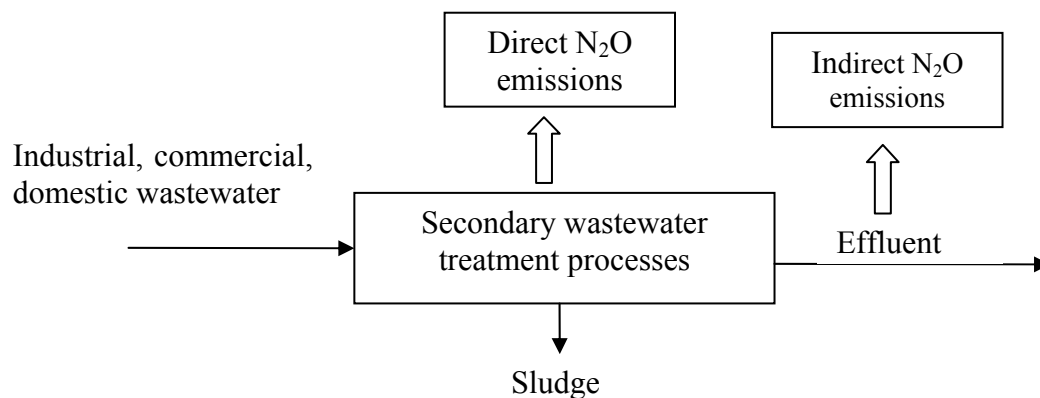 Direct N₂O
emissions
Indirect N₂O
emissions
Industrial, commercial,
domestic wastewater
Secondary wastewater
treatment processes
Effluent
Sludge